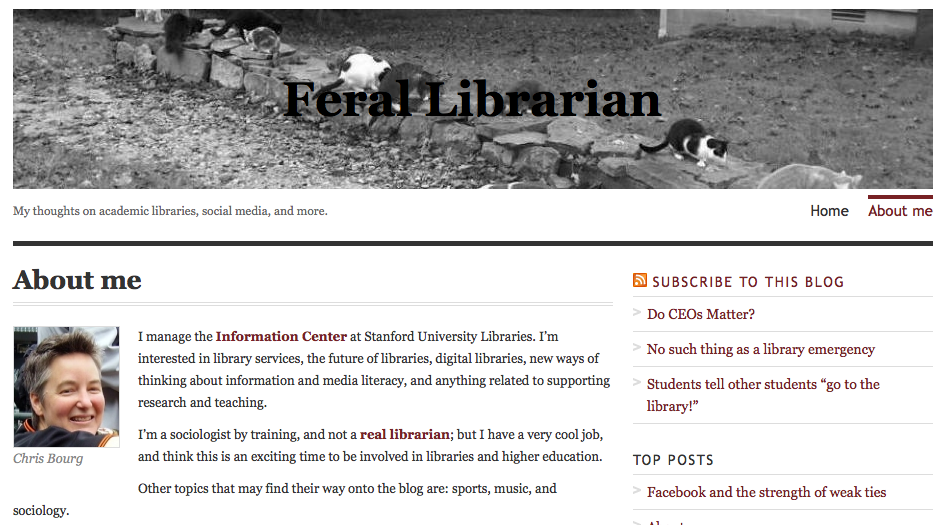 Feral Librarian
My thoughts on academic libraries, social media, and more.
Home About me
About me
Chris Bourg
I manage the Information Center at Stanford University Libraries. I'm
interested in library services, the future of libraries, digital libraries, new ways of
thinking about information and media literacy, and anything related to supporting
research and teaching.
I'm a sociologist by training, and not a real librarian; but I have a very cool job,
and think this is an exciting time to be involved in libraries and higher education.
Other topics that may find their way onto the blog are: sports, music, and
sociology.
SUBSCRIBE TO THIS BLOG
> Do CEOs Matter?
> No such thing as a library emergency
> Students tell other students “go to the
library!”
TOP POSTS
> Facebook and the strength of weak ties